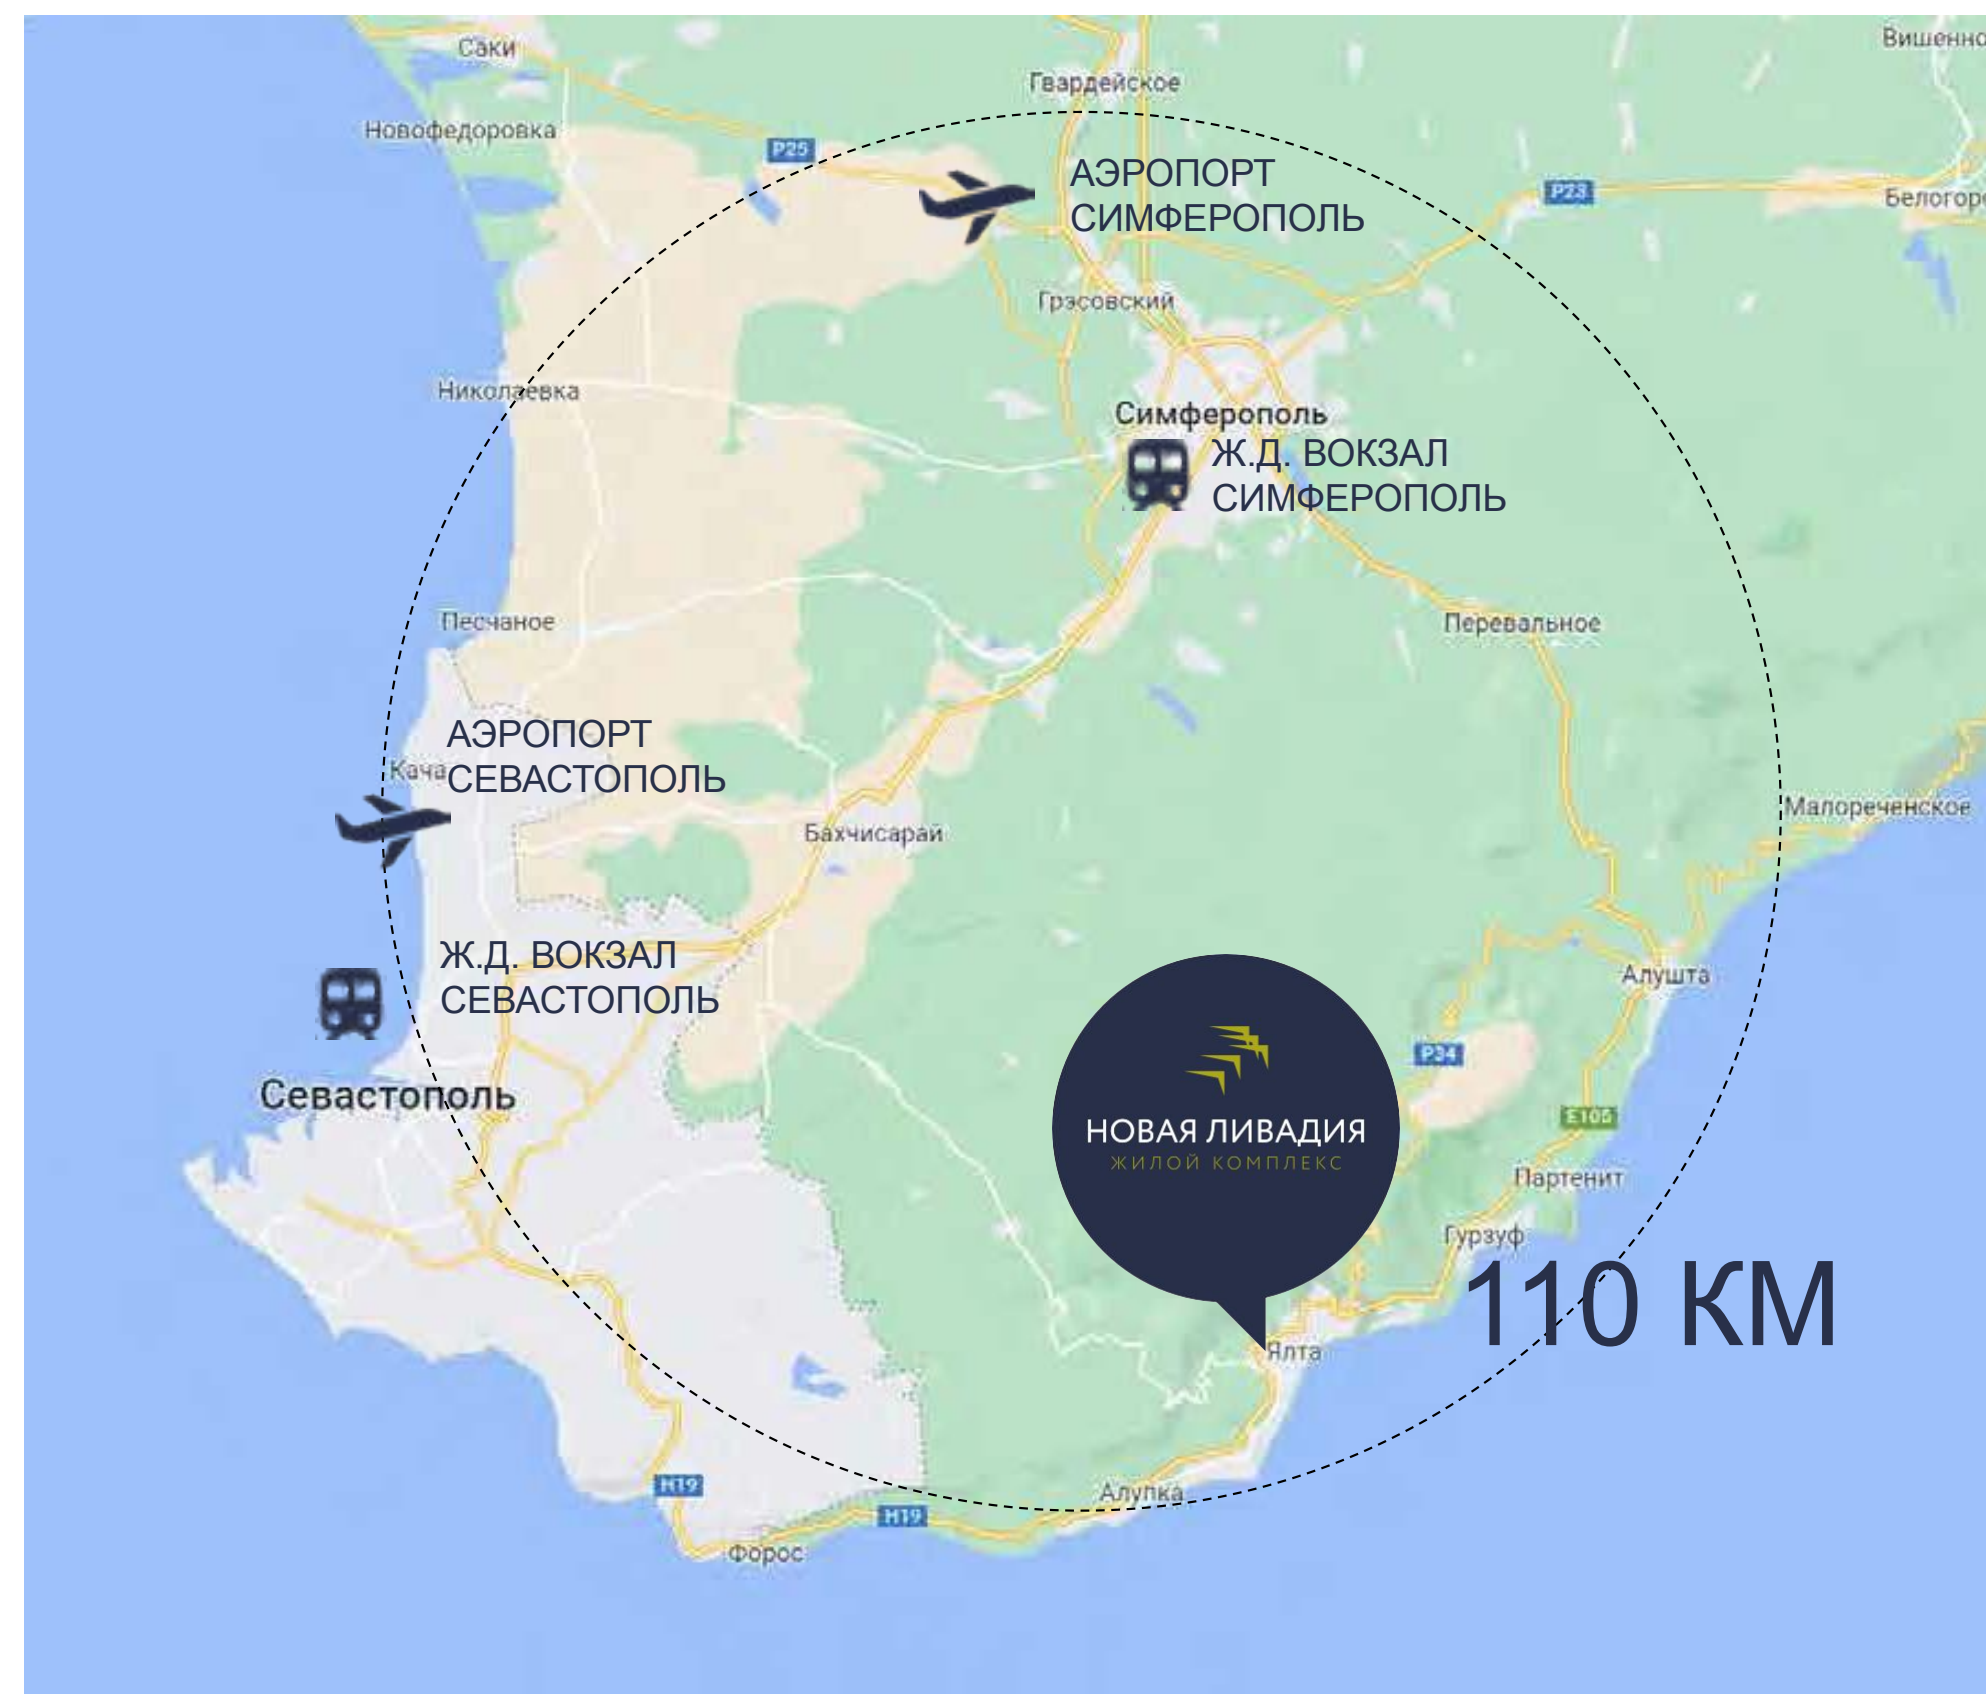 Саки
Вишенно
Гвардейское
Новофедоровка
P25
АЭРОПОРТ
СИМФЕРОПОЛЬ
P23
Белогор
Грэсовский
Николаевка
Симферополь
Ж.Д. ВОКЗАЛ
СИМФЕРОПОЛЬ
Песчаное
Перевальное
АЭРОПОРТ
СЕВАСТОПОЛЬ
Кача
Малореченское
Бахчисарай
Ж.Д. ВОКЗАЛ
СЕВАСТОПОЛЬ
Алушта
P34
Севастополь
НОВАЯ ЛИВАДИЯ
ЖИЛОЙ КОМПЛЕКС
E105
Партенит
Гурзуф
110 КМ
Ялта
H19
Алупка
H19
Форос